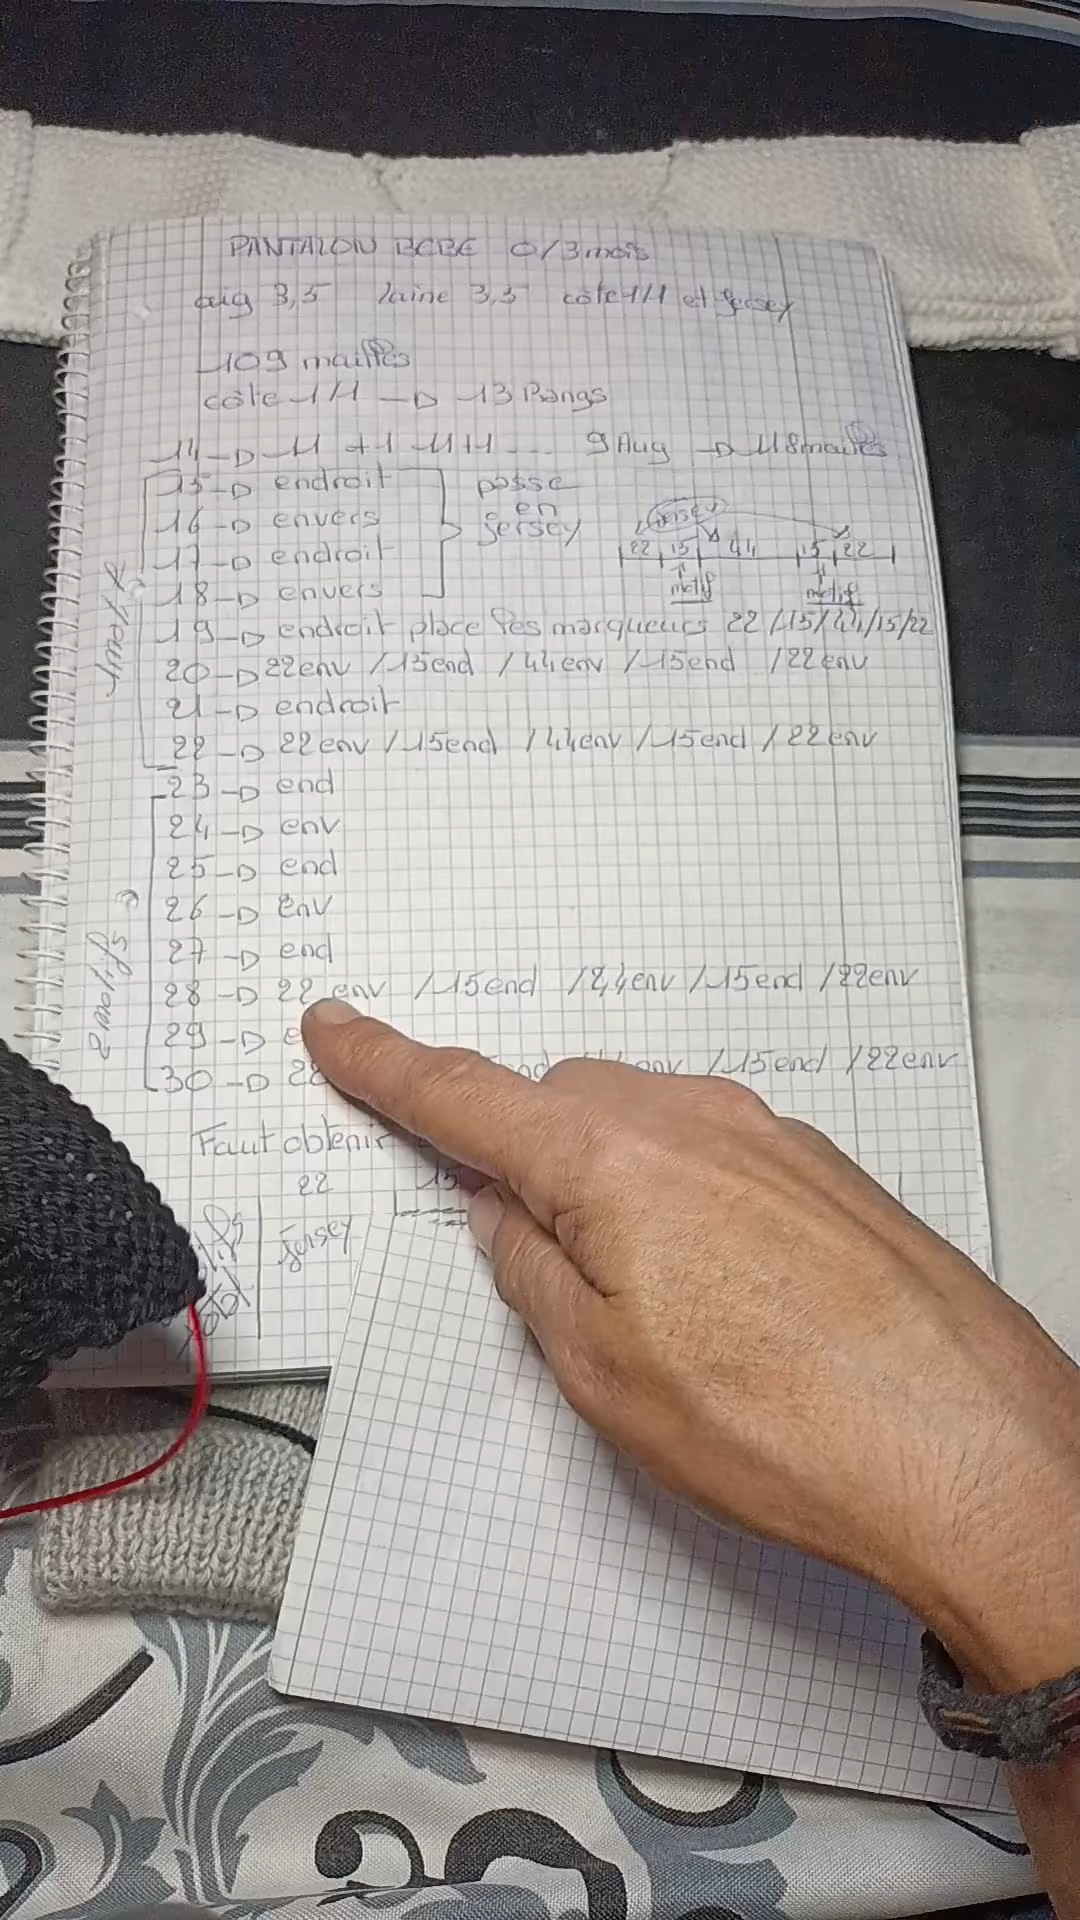 PANTALON BEBE 0/3 mois
aig 3,5 laine 3,5 côte 1/1 et jersey
109 mailles
côte 1/1 → 13 Rangs
14 → 11 +1 11+1 ... 9 Aug → 118 mailles
15 → endroit
16 → envers
17 → endroit
18 → envers
passe
en
jersey
jersey
22 15 44 15 22
motif motif
19 → endroit place les marqueurs 22/15/44/15/22
20 → 22env /15end /44env /15end /22env
21 → endroit
22 → 22env /15end /44env /15end /22env
23 → end
24 → env
25 → end
26 → env
27 → end
28 → 22env /15end /44env /15end /22env
29 →
30 → 22 env /15end /22env
Faut obtenir
22 15
jersey